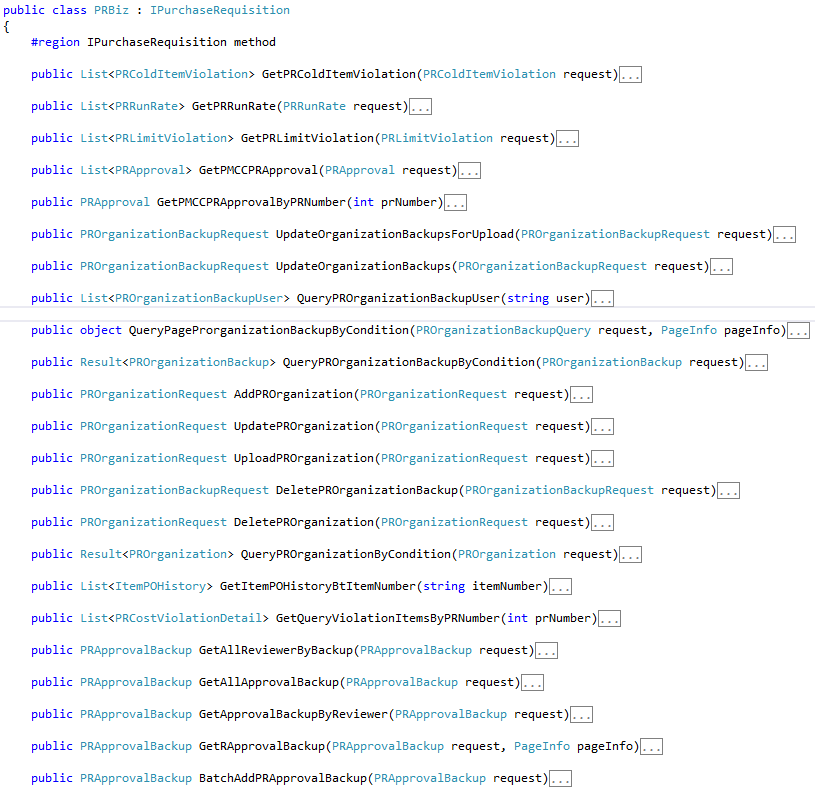 public class PRBiz : IPurchaseRequisition
{
#region IPurchaseRequisition method
public List<PRColdItemViolation> GetPRColdItemViolation(PRColdItemViolation request)...
public List<PRRunRate> GetPRRunRate(PRRunRate request)...
public List<PRLimitViolation> GetPRLimitViolation(PRLimitViolation request)...
public List<PRApproval> GetPMCCPRApproval(PRApproval request)...
public PRApproval GetPMCCPRApprovalByPRNumber(int prNumber)...
public PROrganizationBackupRequest UpdateOrganizationBackupsForUpload(PROrganizationBackupRequest request)...
public PROrganizationBackupRequest UpdateOrganizationBackups(PROrganizationBackupRequest request)...
public List<PROrganizationBackupUser> QueryPROrganizationBackupUser(string user)...
public object QueryPageProrganizationBackupByCondition(PROrganizationBackupQuery request, PageInfo pageInfo)...
public Result<PROrganizationBackup> QueryPROrganizationBackupByCondition(PROrganizationBackup request)...
public PROrganizationRequest AddPROrganization(PROrganizationRequest request)...
public PROrganizationRequest UpdatePROrganization(PROrganizationRequest request)...
public PROrganizationRequest UploadPROrganization(PROrganizationRequest request)...
public PROrganizationBackupRequest DeletePROrganizationBackup(PROrganizationBackupRequest request)...
public PROrganizationRequest DeletePROrganization(PROrganizationRequest request)...
public Result<PROrganization> QueryPROrganizationByCondition(PROrganization request)...
public List<ItemPOHistory> GetItemPOHistoryBtItemNumber(string itemNumber)...
public List<PRCostViolationDetail> GetQueryViolationItemsByPRNumber(int prNumber)...
public PRApprovalBackup GetAllReviewerByBackup(PRApprovalBackup request)...
public PRApprovalBackup GetAllApprovalBackup(PRApprovalBackup request)...
public PRApprovalBackup GetApprovalBackupByReviewer(PRApprovalBackup request)...
public PRApprovalBackup GetRApprovalBackup(PRApprovalBackup request, PageInfo pageInfo)...
public PRApprovalBackup BatchAddPRApprovalBackup(PRApprovalBackup request)...